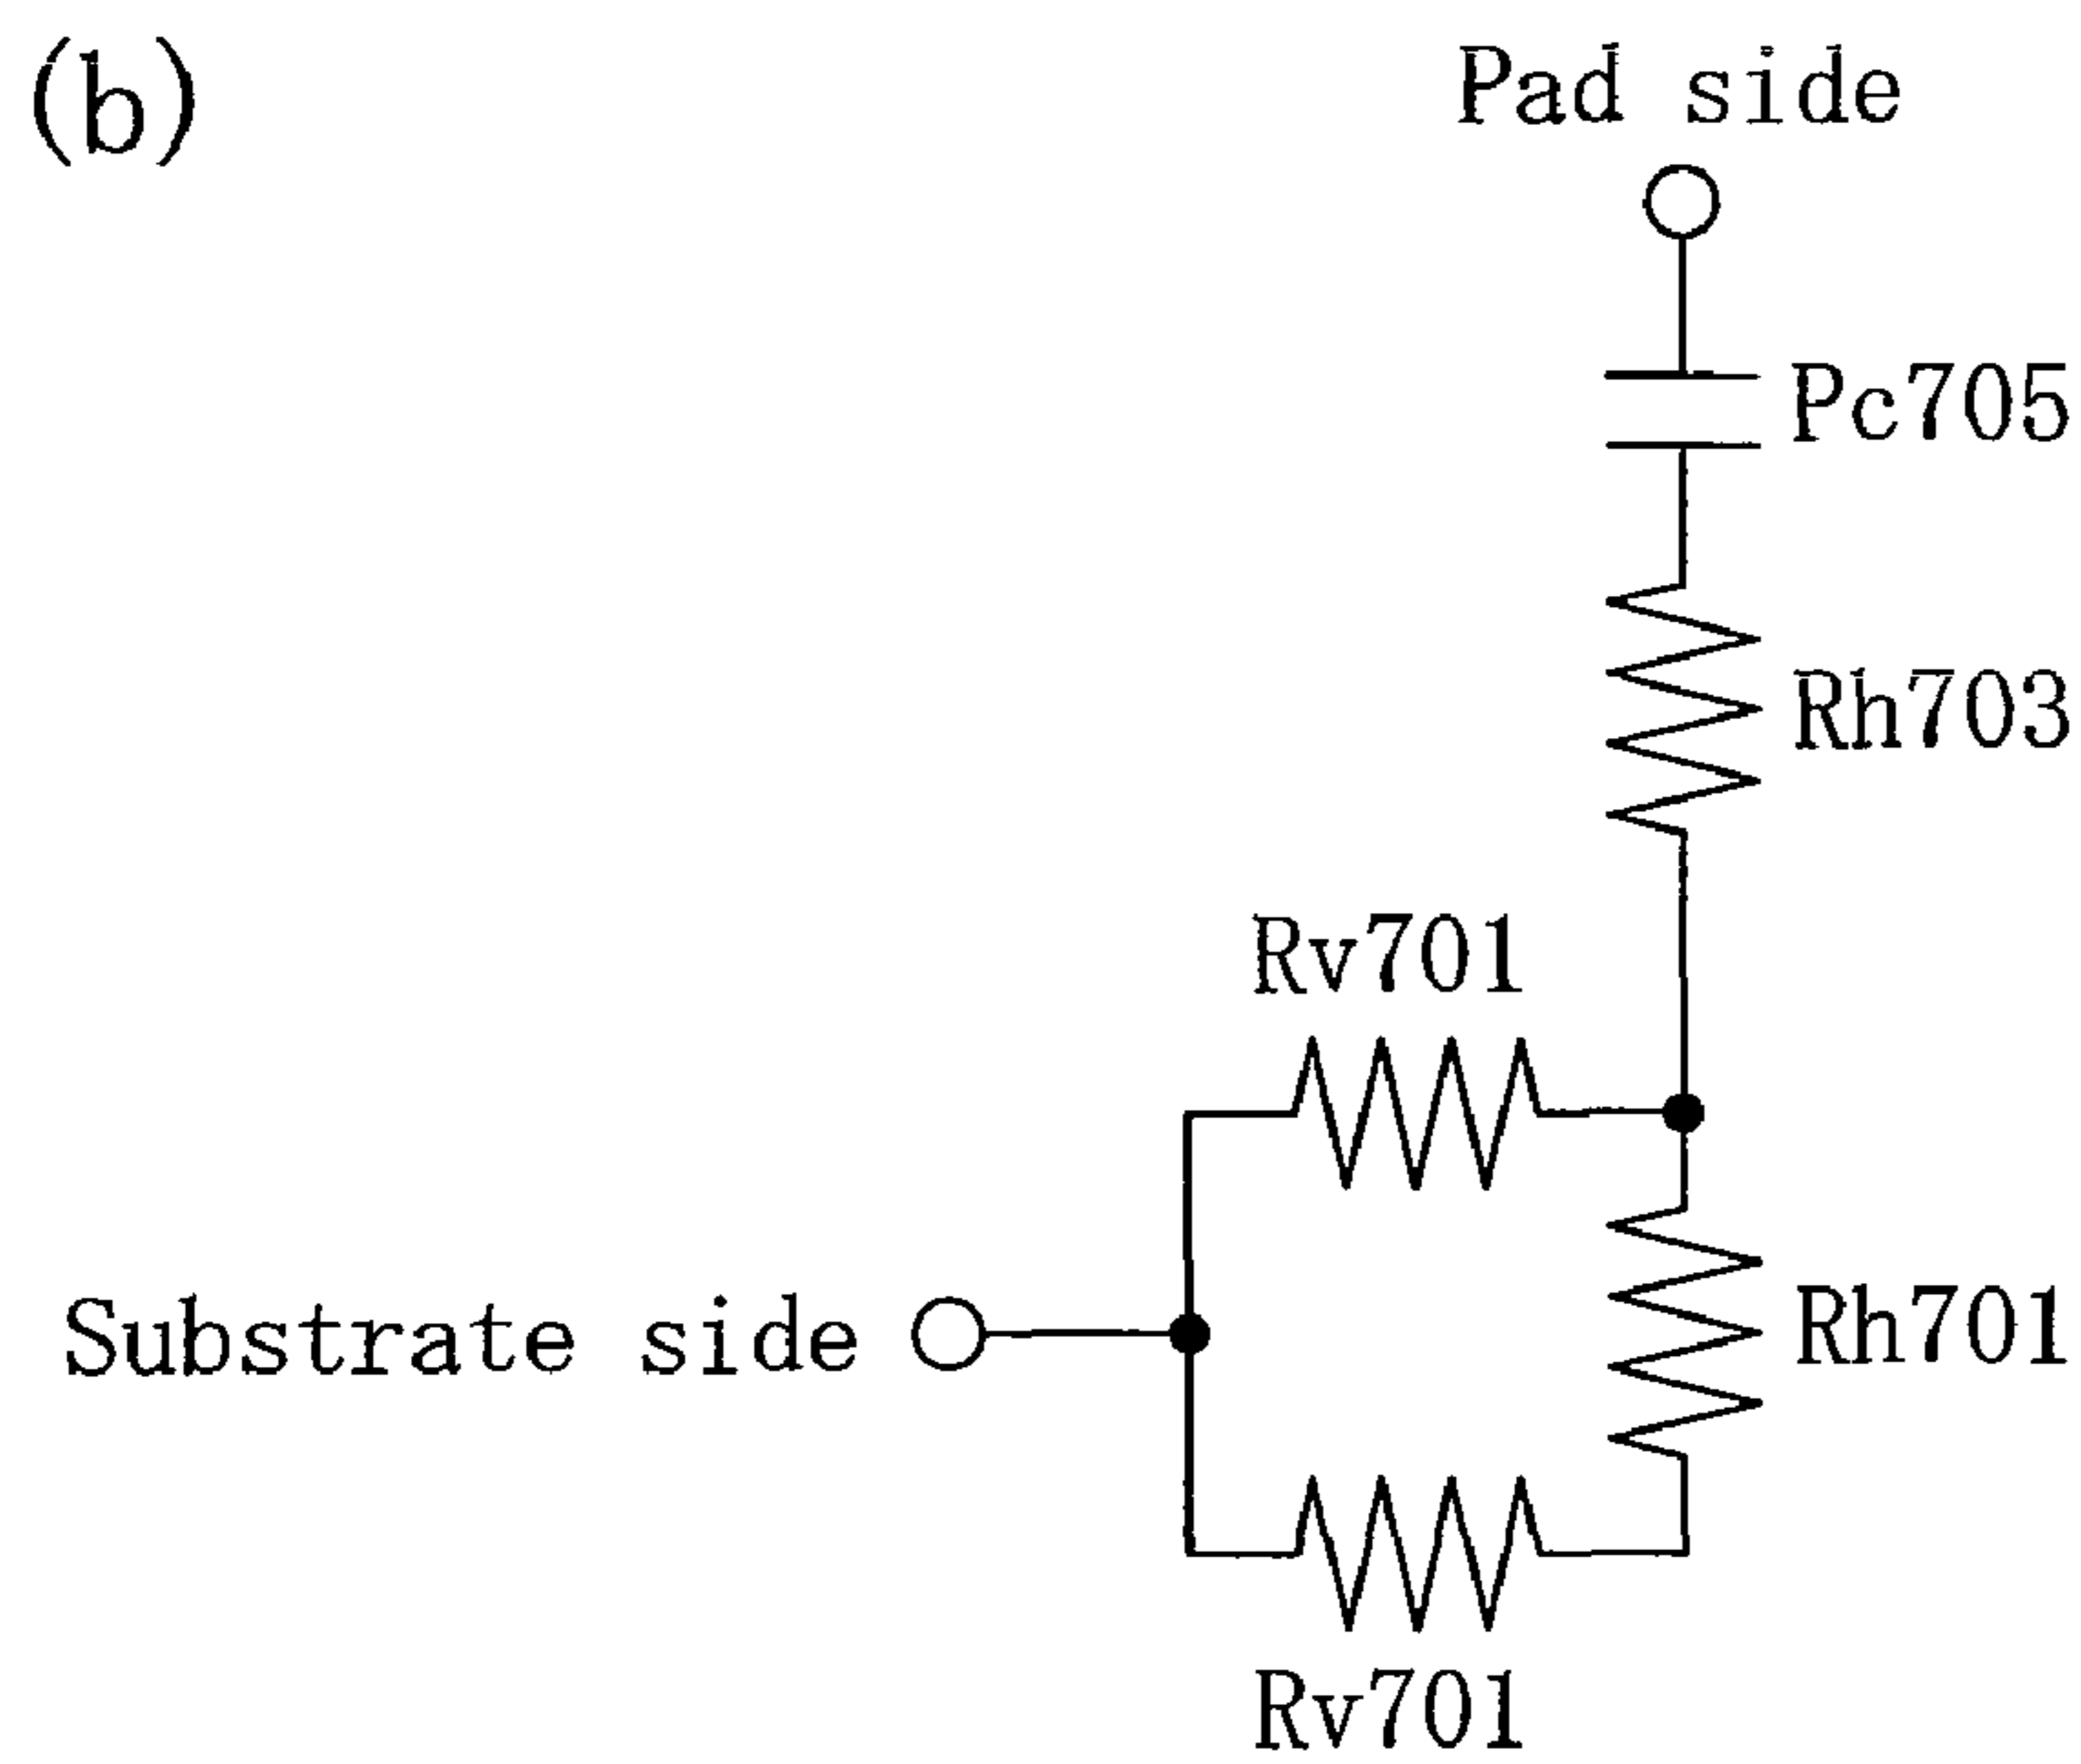 (b)
Pad side
Pc705
Rh703
Rv701
Substrate side
Rh701
Rv701